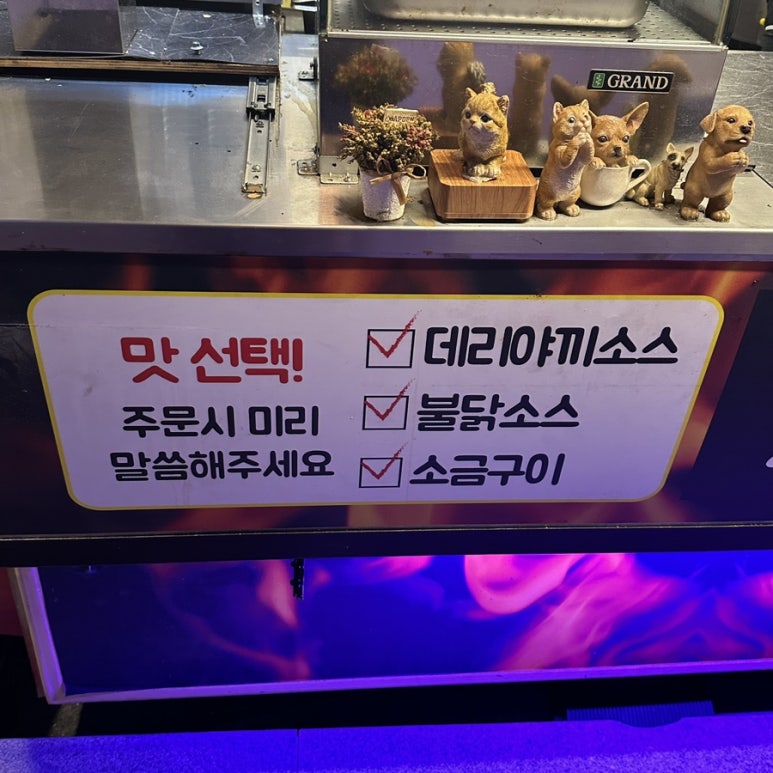 GRAND
맛 선택!
주문시 미리
말씀해주세요
데리야끼소스
불닭소스
소금구이